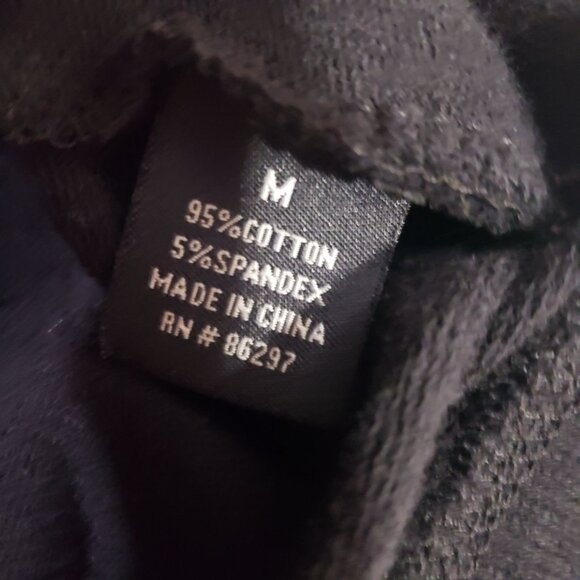 M
95%COTTON
5%SPANDEX
MADE IN CHINA
RN # 86297